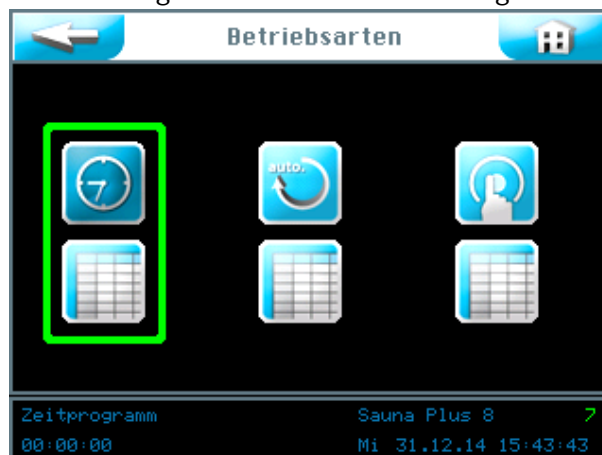 Betriebsarten
auto.
Zeitprogramm Sauna Plus 8 7
00:00:00 Mi 31.12.14 15:43:43